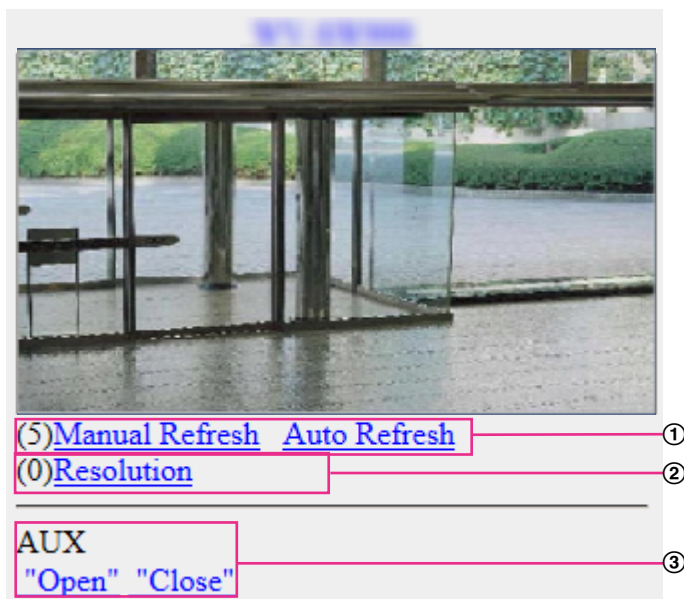 (5)Manual Refresh Auto Refresh
①
(0)Resolution
②
AUX
"Open" "Close"
③